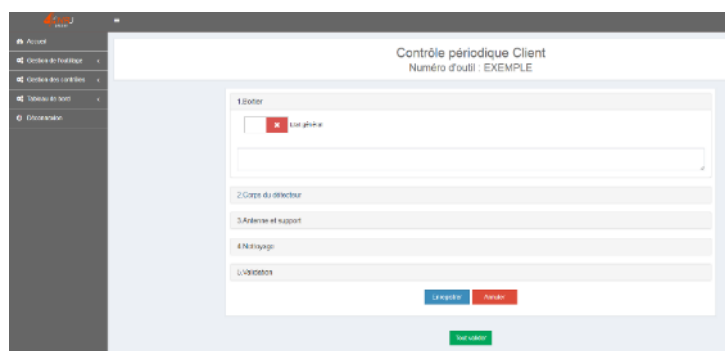 Accueil
Gestion de l'outillage
Gestion des contrôles
Tableau de bord
Déconnexion
Contrôle périodique Client
Numéro d'outil : EXEMPLE
1.Boitier
Etat général
2.Corps du détecteur
3.Antenne et support
4.Nettoyage
5.Validation
Enregistrer
Annuler
Tout valider